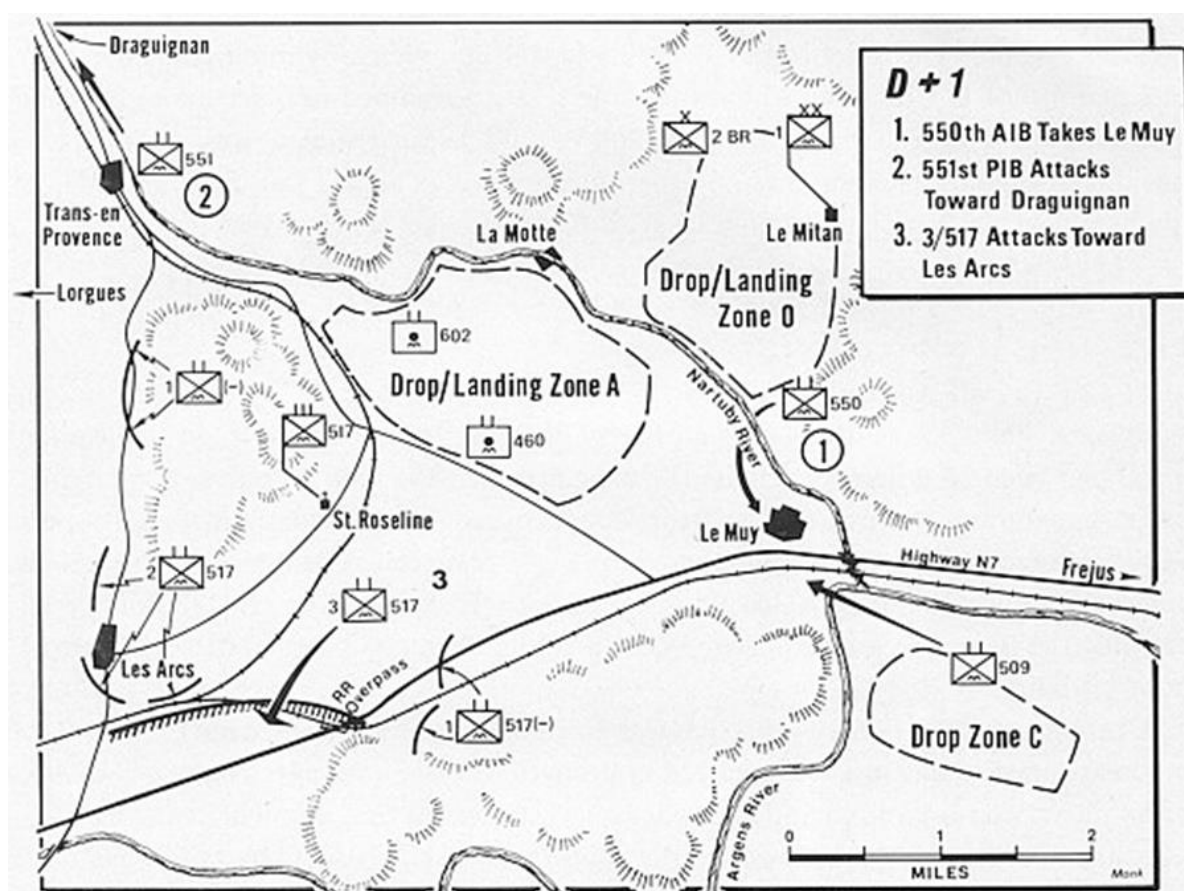 Draguignan
D + 1
1. 550th AIB Takes Le Muy
2. 551st PIB Attacks
Toward Draguignan
3. 3/517 Attacks Toward
Les Arcs
X
XX
2 BR
1
551
2
Trans-en
Provence
La Motte
Le Mitan
Drop/Landing
Zone O
Lorgues
602
Drop/Landing Zone A
1
(-)
517
460
Nartuby River
550
1
St. Roseline
Le Muy
Highway N7
Frejus
2
517
3
3
517
Les Arcs
RR
Overpass
509
1
517(-)
Drop Zone C
Argens River
0
1
2
MILES
Monk